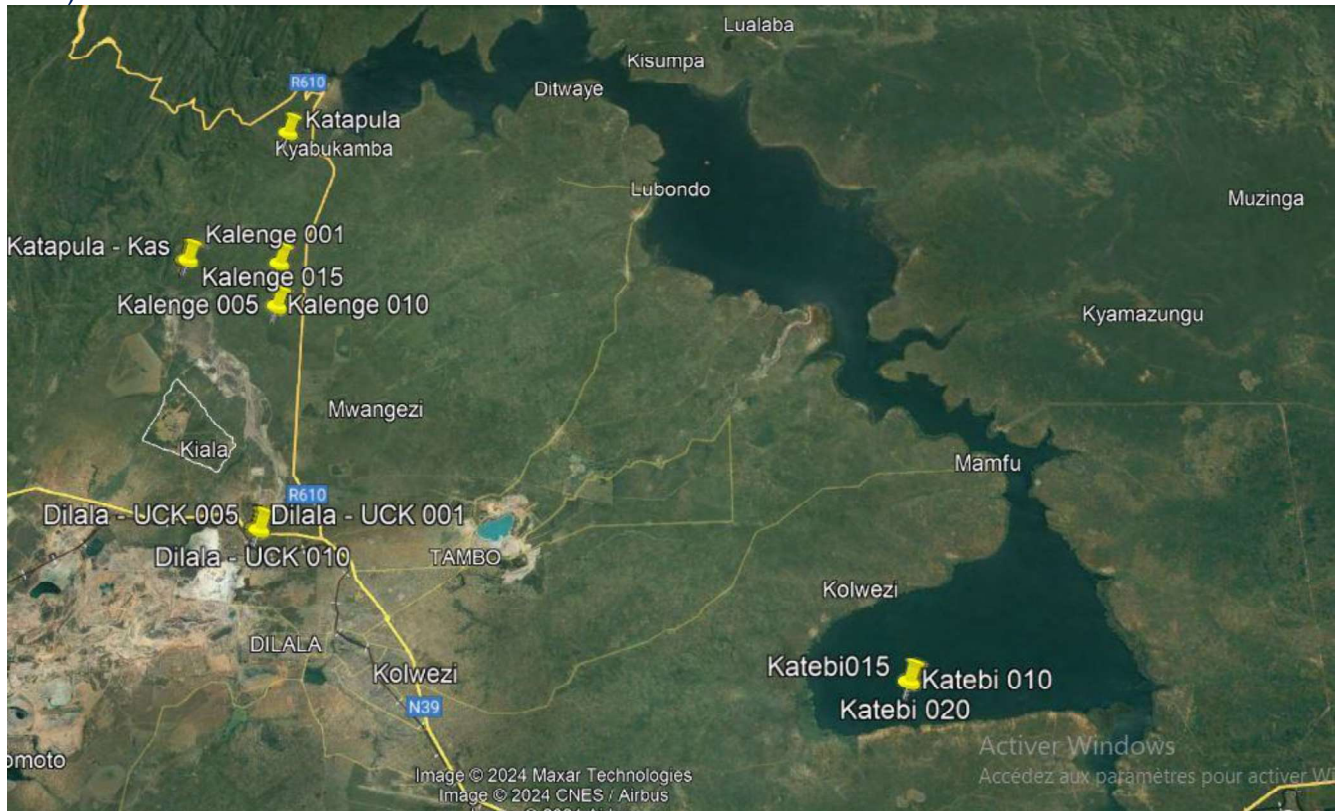 Lualaba
Kisumpa
R610
Ditwaye
Katapula
Kyabukamba
Lubondo
Muzinga
Katapula - Kas
Kalenge 001
Kalenge 015
Kalenge 005
Kalenge 010
Kyamazungu
Mwangezi
Kiala
Mamfu
R610
Dilala - UCK 005
Dilala - UCK 001
Dilala - UCK 010
TAMBO
Kolwezi
DILALA
Kolwezi
Katebi015
Katebi 010
Katebi 020
N39
omoto
Activer Windows
Accédez aux paramètres pour activer
Image © 2024 Maxar Technologies
Image © 2024 CNES / Airbus